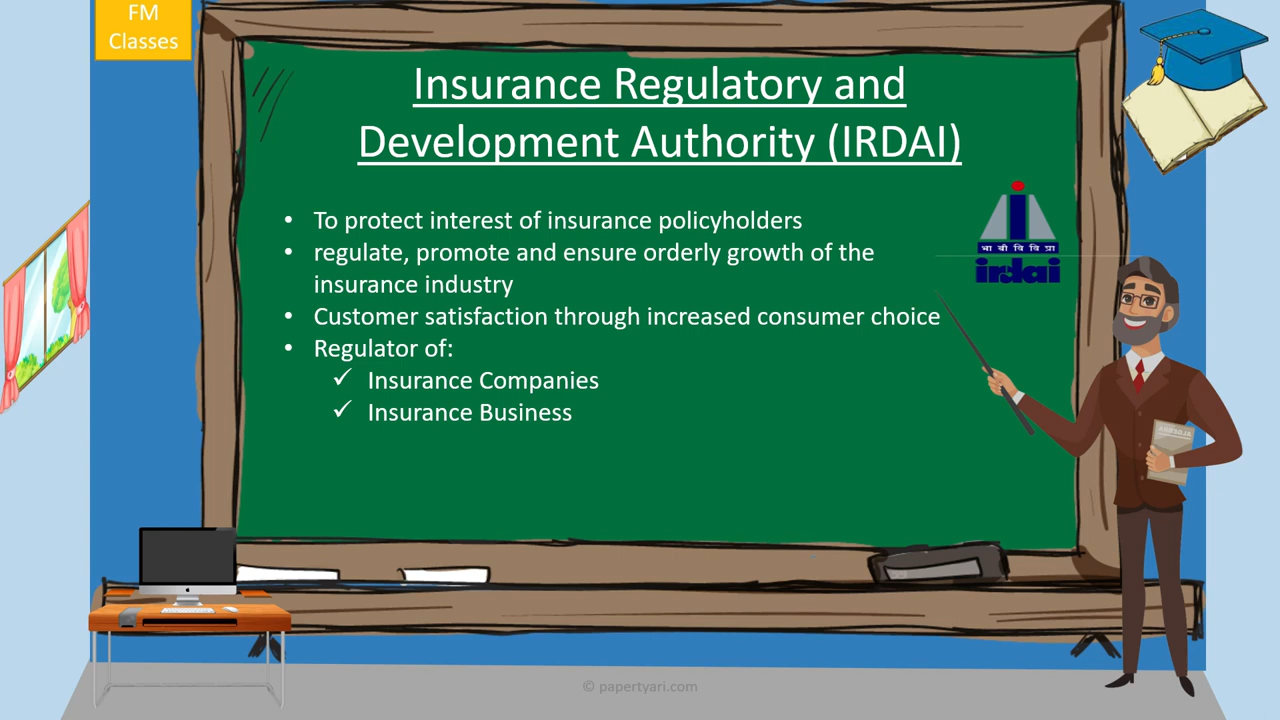 FM
Classes
Insurance Regulatory and
Development Authority (IRDAI)
• To protect interest of insurance policyholders
• regulate, promote and ensure orderly growth of the
insurance industry
• Customer satisfaction through increased consumer choice
• Regulator of:
✓ Insurance Companies
✓ Insurance Business
भा बी वि वि प्रा
irdai
© papertyari.com